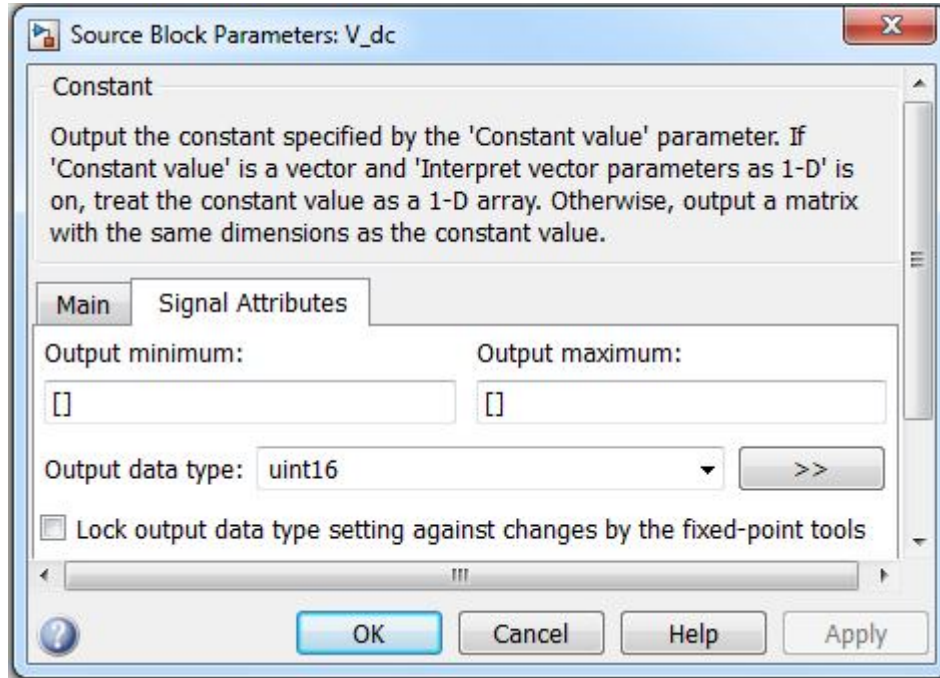 Source Block Parameters: V_dc
Constant
Output the constant specified by the 'Constant value' parameter. If
'Constant value' is a vector and 'Interpret vector parameters as 1-D' is
on, treat the constant value as a 1-D array. Otherwise, output a matrix
with the same dimensions as the constant value.
Main Signal Attributes
Output minimum: Output maximum:
[] []
Output data type: uint16 >>
Lock output data type setting against changes by the fixed-point tools
OK Cancel Help Apply